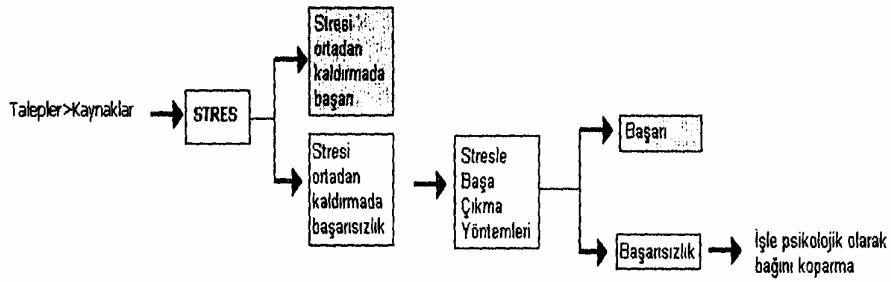 Talepler>Kaynaklar
STRES
Stresi
ortadan
kaldırmada
başarı
Stresi
ortadan
kaldırmada
başarısızlık
Stresle
Başa
Çıkma
Yöntemleri
Başarı
Başarısızlık
İşle psikolojik olarak
bağını koparma